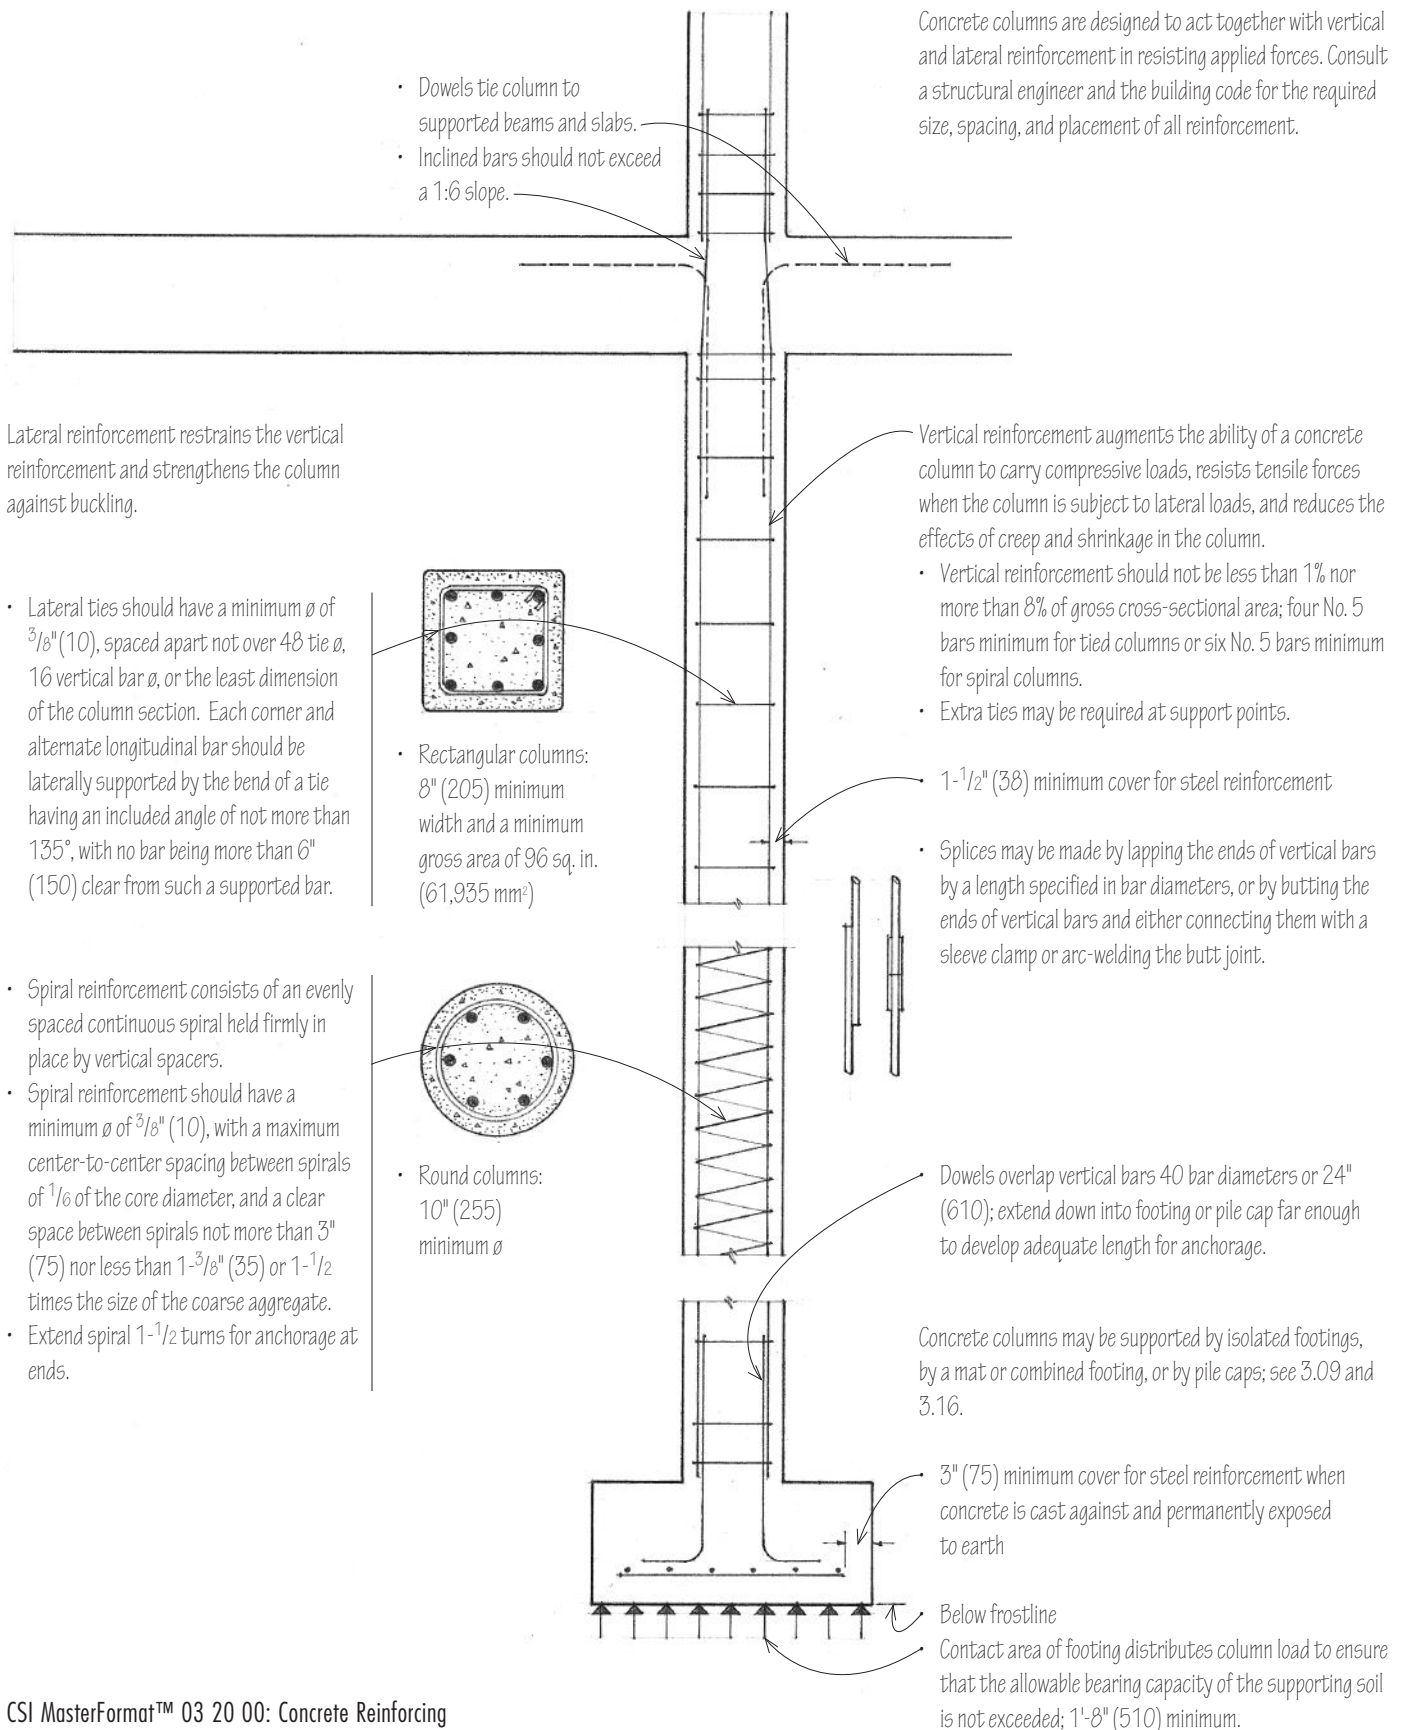 Concrete columns are designed to act together with vertical
and lateral reinforcement in resisting applied forces. Consult
a structural engineer and the building code for the required
size, spacing, and placement of all reinforcement.
• Dowels tie column to
supported beams and slabs.
• Inclined bars should not exceed
a 1:6 slope.
Lateral reinforcement restrains the vertical
reinforcement and strengthens the column
against buckling.
• Lateral ties should have a minimum ø of
3/8" (10), spaced apart not over 48 tie ø,
16 vertical bar ø, or the least dimension
of the column section. Each corner and
alternate longitudinal bar should be
laterally supported by the bend of a tie
having an included angle of not more than
135°, with no bar being more than 6"
(150) clear from such a supported bar.
• Rectangular columns:
8" (205) minimum
width and a minimum
gross area of 96 sq. in.
(61,935 mm²)
• Spiral reinforcement consists of an evenly
spaced continuous spiral held firmly in
place by vertical spacers.
• Spiral reinforcement should have a
minimum ø of 3/8" (10), with a maximum
center-to-center spacing between spirals
of 1/6 of the core diameter, and a clear
space between spirals not more than 3"
(75) nor less than 1-3/8" (35) or 1-1/2
times the size of the coarse aggregate.
• Extend spiral 1-1/2 turns for anchorage at
ends.
• Round columns:
10" (255)
minimum ø
Vertical reinforcement augments the ability of a concrete
column to carry compressive loads, resists tensile forces
when the column is subject to lateral loads, and reduces the
effects of creep and shrinkage in the column.
• Vertical reinforcement should not be less than 1% nor
more than 8% of gross cross-sectional area; four No. 5
bars minimum for tied columns or six No. 5 bars minimum
for spiral columns.
• Extra ties may be required at support points.
• 1-1/2" (38) minimum cover for steel reinforcement
• Splices may be made by lapping the ends of vertical bars
by a length specified in bar diameters, or by butting the
ends of vertical bars and either connecting them with a
sleeve clamp or arc-welding the butt joint.
• Dowels overlap vertical bars 40 bar diameters or 24"
(610); extend down into footing or pile cap far enough
to develop adequate length for anchorage.
Concrete columns may be supported by isolated footings,
by a mat or combined footing, or by pile caps; see 3.09 and
3.16.
• 3" (75) minimum cover for steel reinforcement when
concrete is cast against and permanently exposed
to earth
• Below frostline
• Contact area of footing distributes column load to ensure
that the allowable bearing capacity of the supporting soil
is not exceeded; 1'-8" (510) minimum.
CSI MasterFormat™ 03 20 00: Concrete Reinforcing